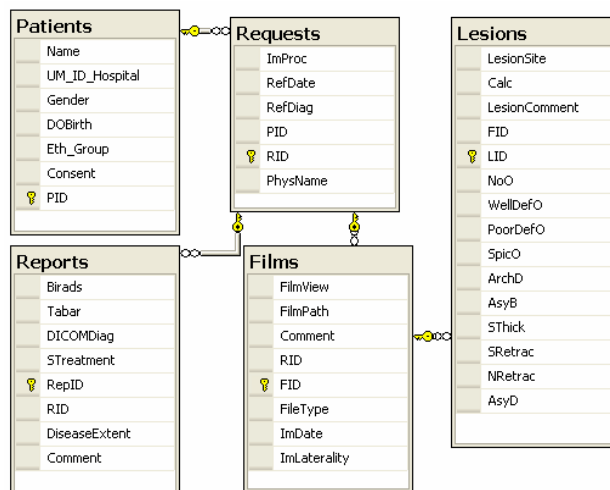 Patients
Name
UM_ID_Hospital
Gender
DOBirth
Eth_Group
Consent
PID
Requests
ImProc
RefDate
RefDiag
PID
RID
PhysName
Lesions
LesionSite
Calc
LesionComment
FID
LID
NoO
WellDefO
PoorDefO
SpicO
ArchD
AsyB
SThick
SRetrac
NRetrac
AsyD
Reports
Birads
Tabar
DICOMDiag
STreatment
RepID
RID
DiseaseExtent
Comment
Films
FilmView
FilmPath
Comment
RID
FID
FileType
ImDate
ImLaterality